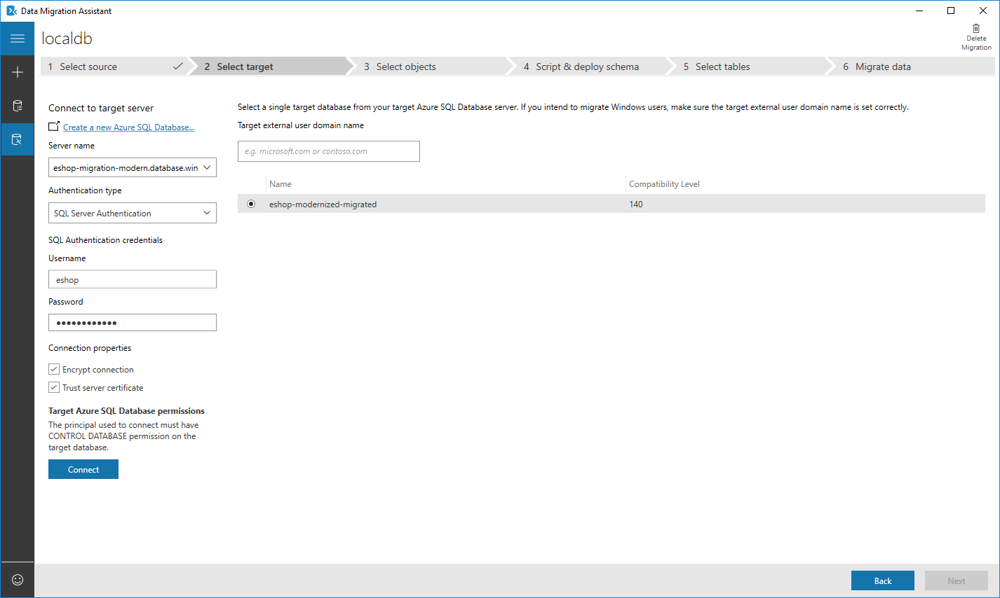 Data Migration Assistant
localdb
Delete
Migration
1 Select source
2 Select target
3 Select objects
4 Script & deploy schema
5 Select tables
6 Migrate data
Connect to target server
Create a new Azure SQL Database...
Server name
eshop-migration-modern.database.win
Authentication type
SQL Server Authentication
SQL Authentication credentials
Username
eshop
Password
••••••••••••
Connection properties
Encrypt connection
Trust server certificate
Target Azure SQL Database permissions
The principal used to connect must have
CONTROL DATABASE permission on the
target database.
Connect
Select a single target database from your target Azure SQL Database server. If you intend to migrate Windows users, make sure the target external user domain name is set correctly.
Target external user domain name
e.g. microsoft.com or contoso.com
Name Compatibility Level
eshop-modernized-migrated 140
Back
Next